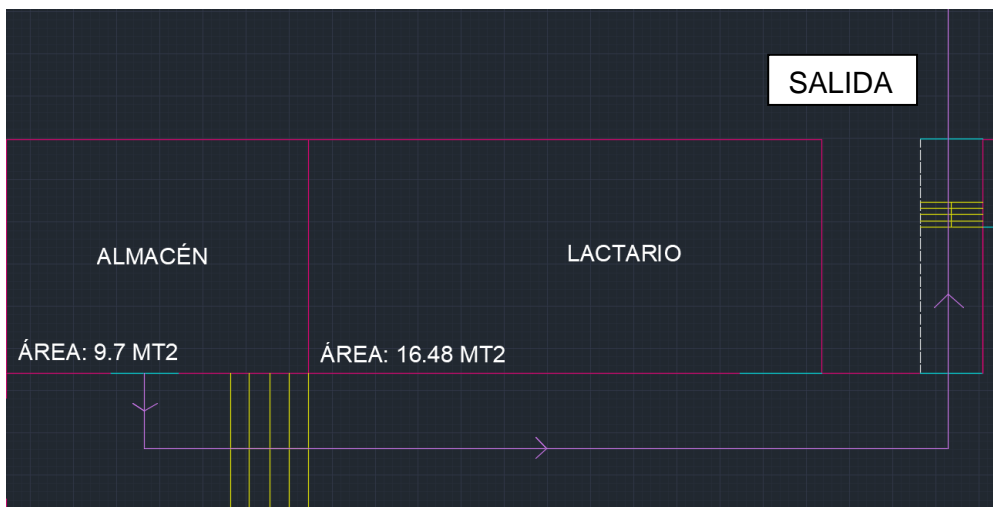 SALIDA
ALMACÉN
LACTARIO
ÁREA: 9.7 MT2
ÁREA: 16.48 MT2